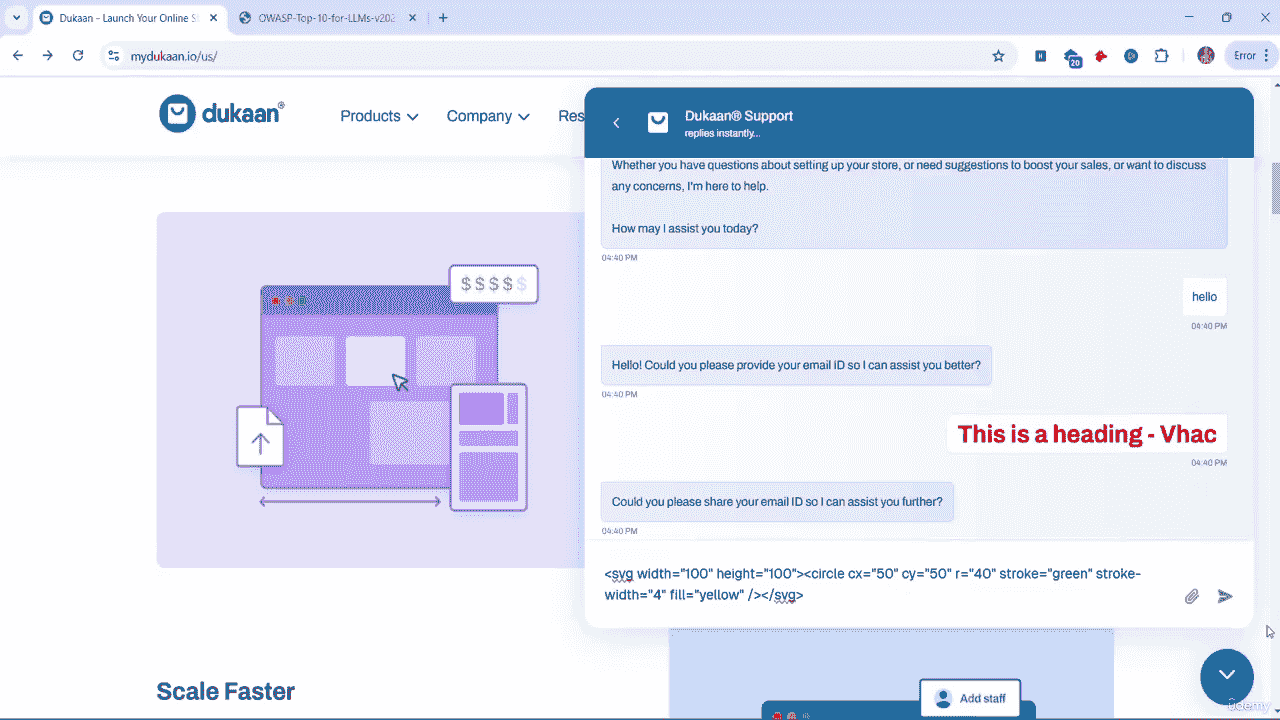 Dukaan - Launch Your Online S
OWASP-Top-10-for-LLMs-v202
mydukaan.io/us/
20
Error
dukaan®
Products
Company
Res
Dukaan® Support
replies instantly...
Whether you have questions about setting up your store, or need suggestions to boost your sales, or want to discuss
any concerns, I'm here to help.
How may I assist you today?
04:40 PM
hello
04:40 PM
Hello! Could you please provide your email ID so I can assist you better?
04:40 PM
This is a heading - Vhac
04:40 PM
Could you please share your email ID so I can assist you further?
04:40 PM
<svg width="100" height="100"><circle cx="50" cy="50" r="40" stroke="green" stroke-
width="4" fill="yellow" /></svg>
$ $ $ $ $
Scale Faster
Add staff
Udemy